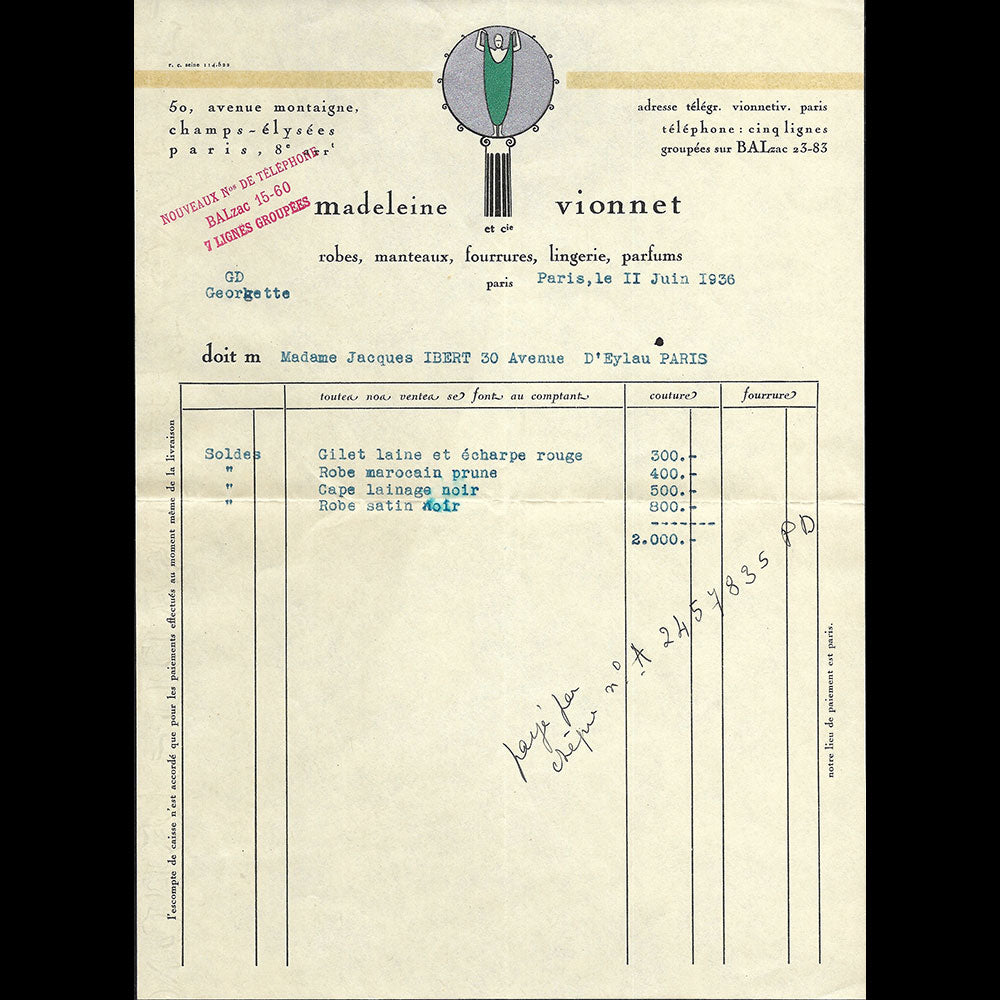 r. c. seine 114.622
50, avenue montaigne,
champs-élysées
paris, 8e arrt
adresse télégr. vionnetiv. paris
téléphone: cinq lignes
groupées sur BALzac 23-83
NOUVEAUX Nos DE TÉLÉPHONE
BALzac 15-60
7 LIGNES GROUPÉES
madeleine vionnet
et cie
robes, manteaux, fourrures, lingerie, parfums
GD
Georgette
paris Paris, le II Juin 1936
doit m Madame Jacques IBERT 30 Avenue D'Eylau PARIS
toutes nos ventes se font au comptant couture fourrure
Soldes Gilet laine et écharpe rouge 300.-
" Robe marocain prune 400.-
" Cape lainage noir 500.-
" Robe satin noir 800.-
-------
2.000.-
payé par
chèque n° A 2457835 PD
l'escompte de caisse n'est accordé que pour les paiements effectués au moment même de la livraison
notre lieu de paiement est paris.